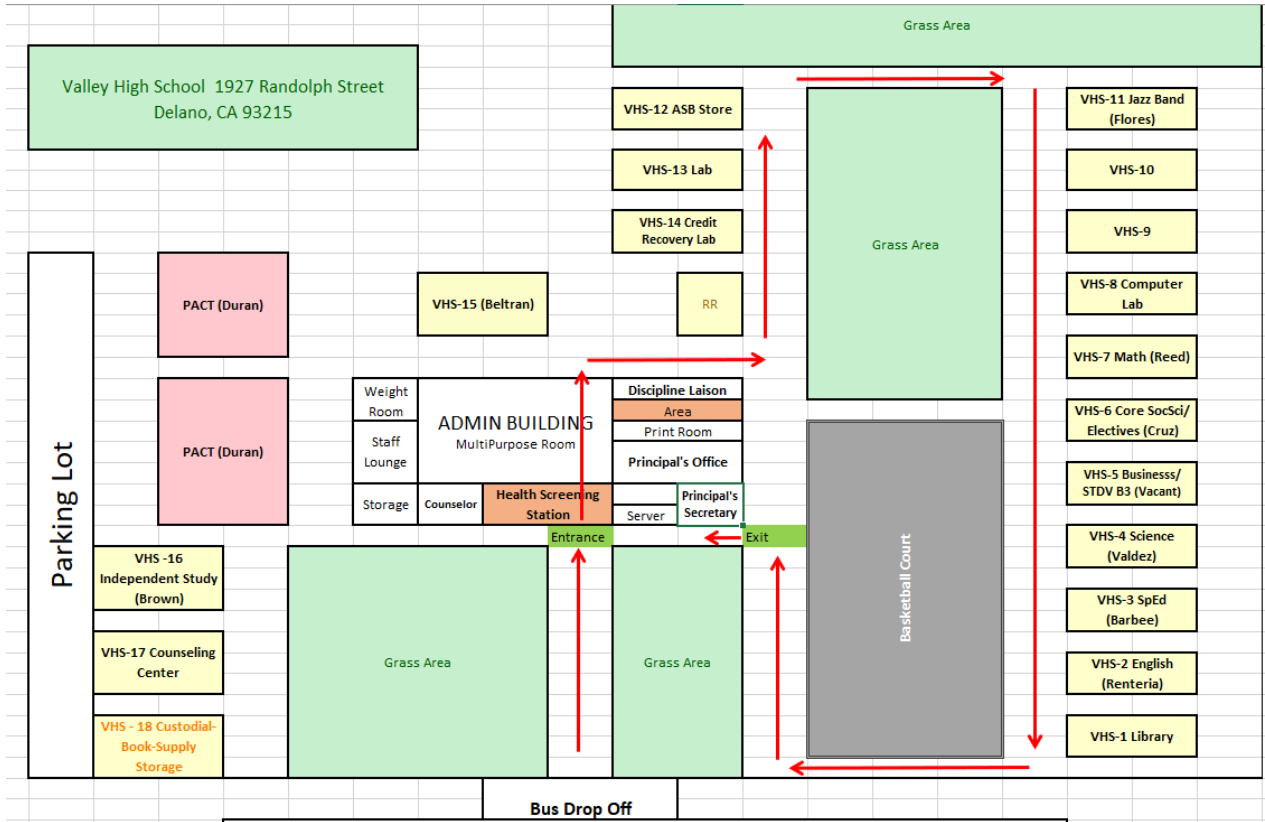 Grass Area
Valley High School 1927 Randolph Street
Delano, CA 93215
VHS-12 ASB Store
VHS-11 Jazz Band
(Flores)
VHS-13 Lab
VHS-10
VHS-14 Credit
Recovery Lab
VHS-9
Grass Area
PACT (Duran)
VHS-15 (Beltran)
RR
VHS-8 Computer
Lab
VHS-7 Math (Reed)
Weight
Room
ADMIN BUILDING
MultiPurpose Room
Discipline Laison
Area
Print Room
Principal's Office
VHS-6 Core SocSci/
Electives (Cruz)
Staff
Lounge
PACT (Duran)
Parking Lot
Storage
Counselor
Health Screening
Station
Server
Principal's
Secretary
VHS-5 Businesss/
STDV B3 (Vacant)
Entrance
Exit
VHS-4 Science
(Valdez)
VHS -16
Independent Study
(Brown)
Basketball Court
VHS-3 SpEd
(Barbee)
VHS-17 Counseling
Center
Grass Area
Grass Area
VHS-2 English
(Renteria)
VHS - 18 Custodial-
Book-Supply
Storage
VHS-1 Library
Bus Drop Off